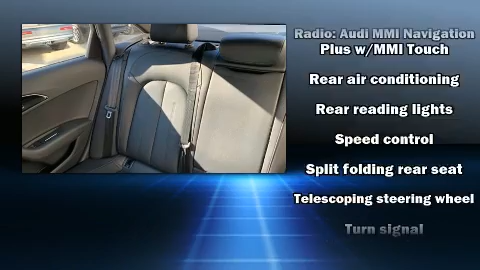 Radio: Audi MMI Navigation
Plus w/MMI Touch
Rear air conditioning
Rear reading lights
Speed control
Split folding rear seat
Telescoping steering wheel
Turn signal